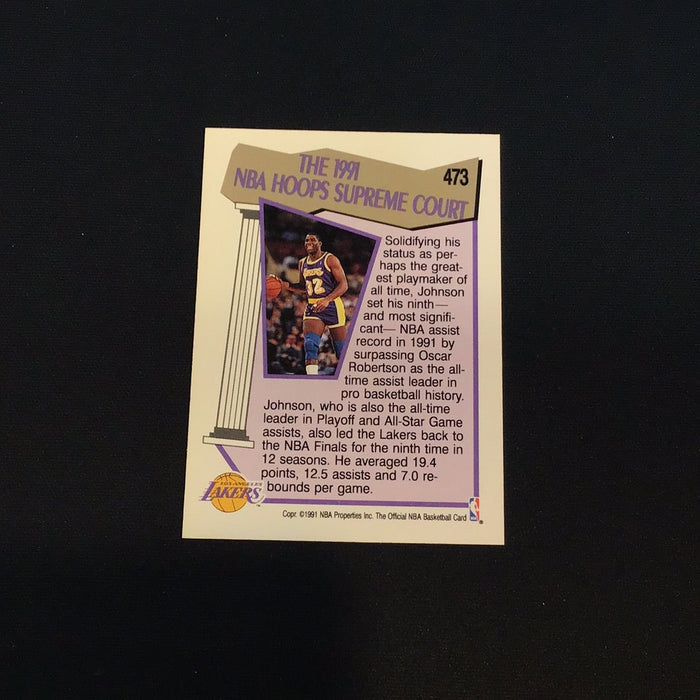 THE 1991
NBA HOOPS SUPREME COURT
473
Solidifying his
status as per-
haps the great-
est playmaker of
all time, Johnson
set his ninth—
and most signifi-
cant— NBA assist
record in 1991 by
surpassing Oscar
Robertson as the all-
time assist leader in
pro basketball history.
Johnson, who is also the all-time
leader in Playoff and All-Star Game
assists, also led the Lakers back to
the NBA Finals for the ninth time in
12 seasons. He averaged 19.4
points, 12.5 assists and 7.0 re-
bounds per game.
LAKERS
32
LOS ANGELES
LAKERS
™
Copr. ©1991 NBA Properties Inc. The Official NBA Basketball Card
®